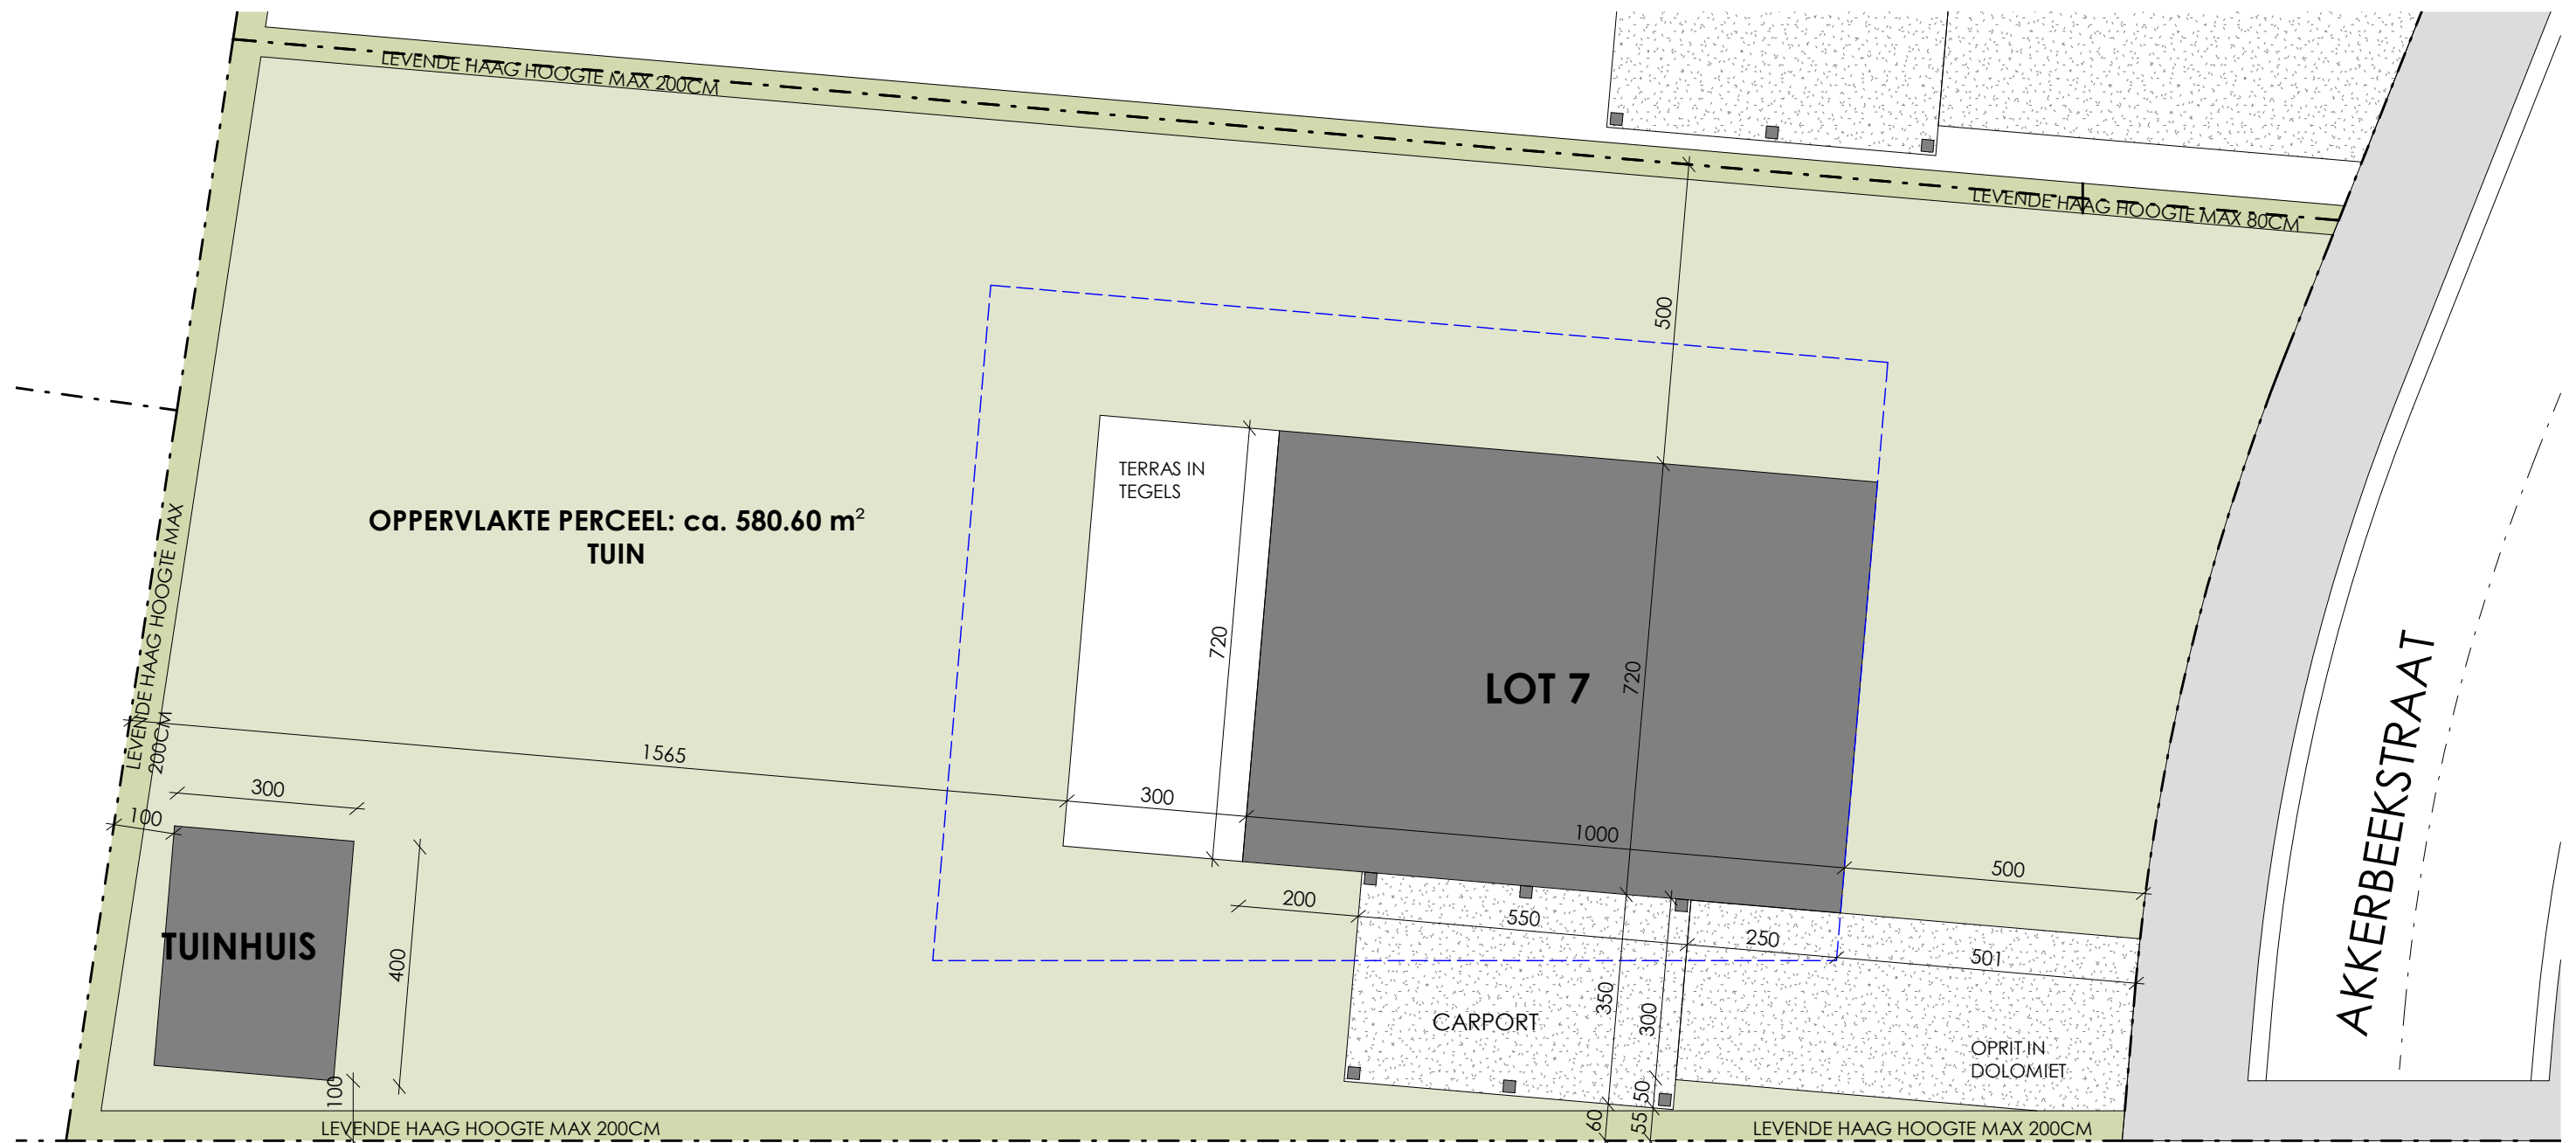 LEVENDE HAAG HOOGTE MAX 200CM
LEVENDE HAAG HOOGTE MAX 80CM
500
TERRAS IN
TEGELS
OPPERVLAKTE PERCEEL: ca. 580.60 m²
TUIN
LEVENDE HAAG HOOGTE MAX
200CM
720
LOT 7
720
AKKERBEEKSTRAAT
1565
300
100
300
1000
500
200
550
250
501
TUINHUIS
400
350
300
CARPORT
OPRIT IN
DOLOMIET
100
50
60
55
LEVENDE HAAG HOOGTE MAX 200CM
LEVENDE HAAG HOOGTE MAX 200CM